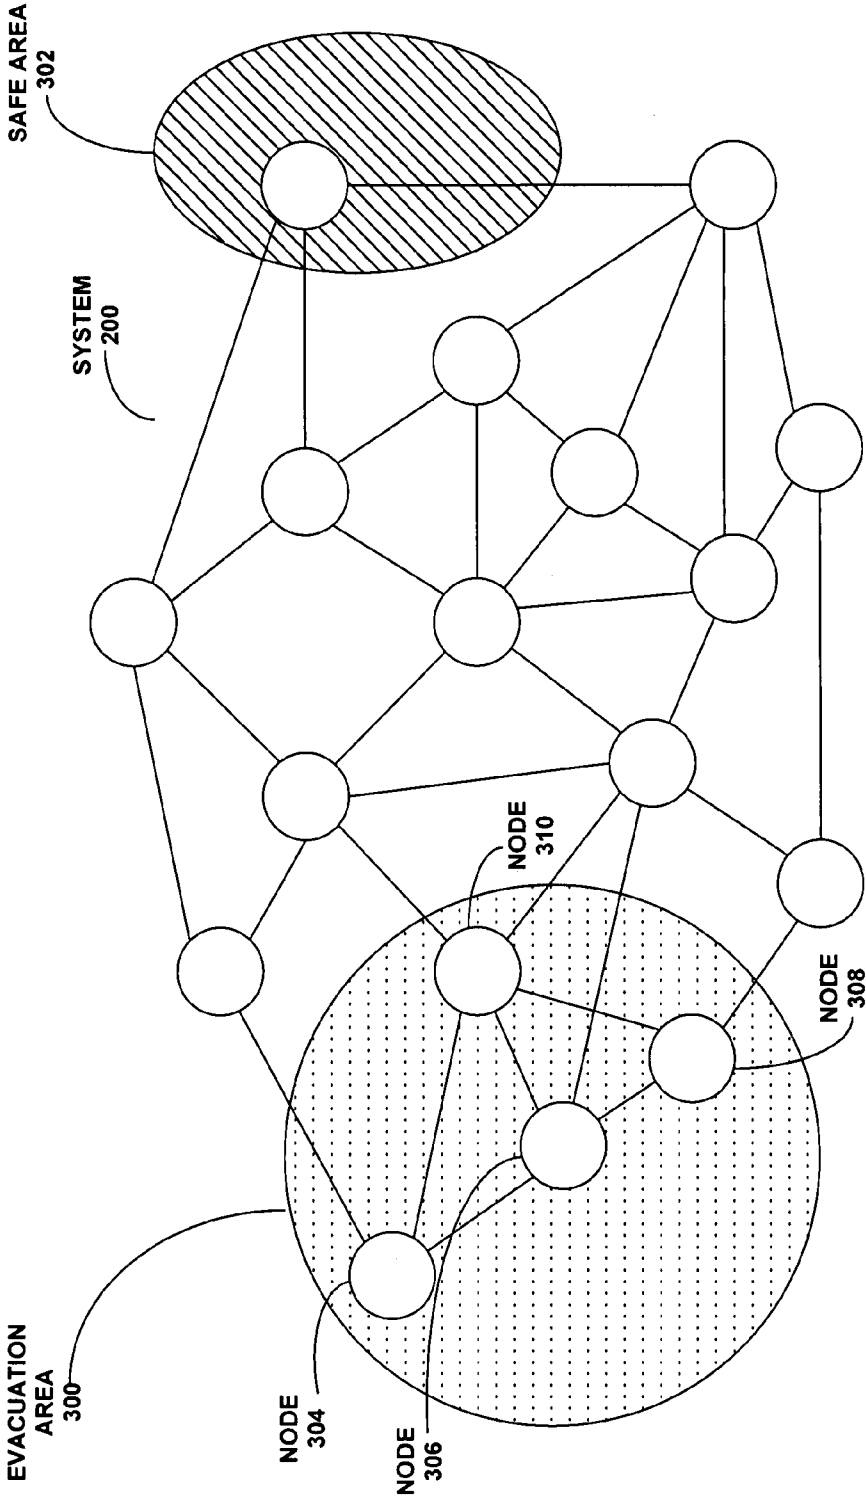 EVACUATION
AREA
300
NODE
304
NODE
306
NODE
310
NODE
308
SYSTEM
200
SAFE AREA
302